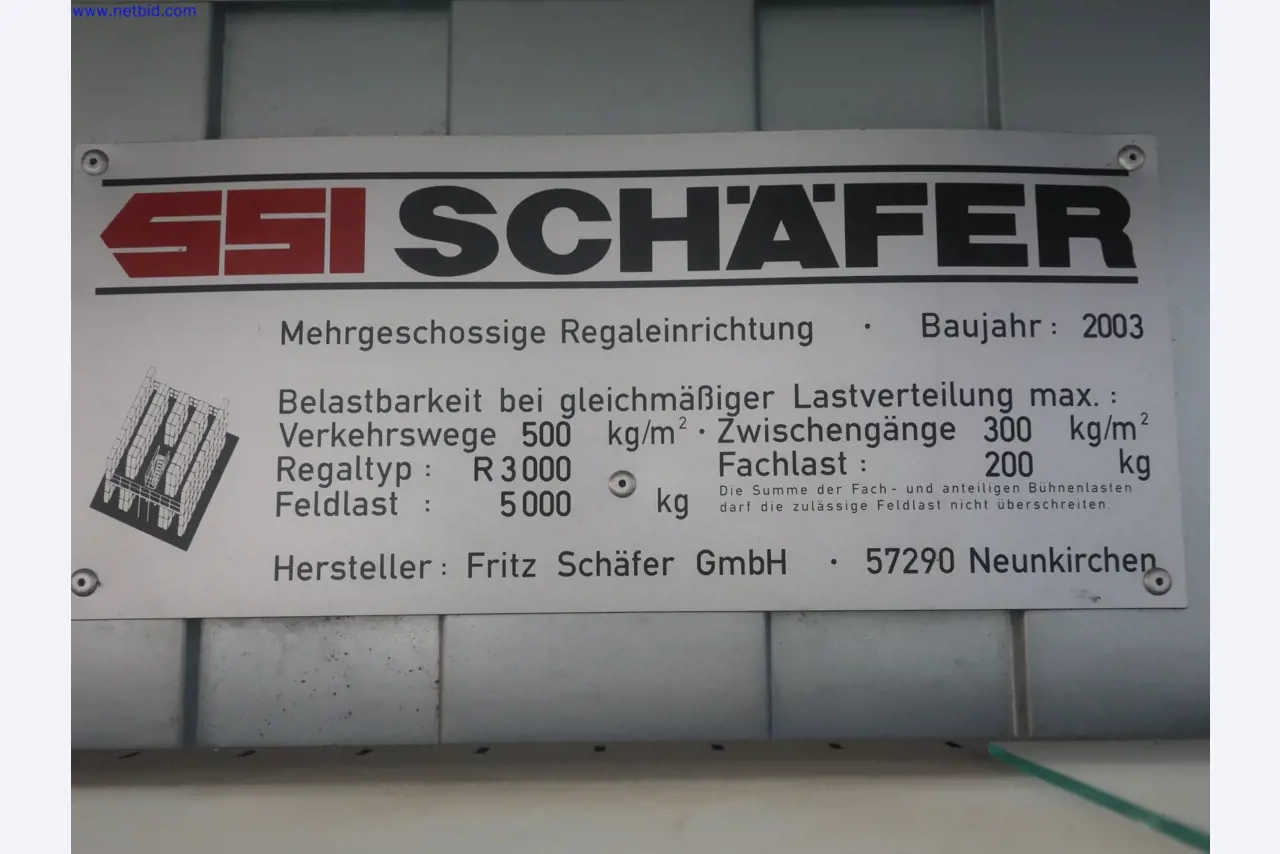 www.netbid.com
SSI SCHÄFER
Mehrgeschossige Regaleinrichtung · Baujahr: 2003
Belastbarkeit bei gleichmäßiger Lastverteilung max.:
Verkehrswege 500 kg/m² · Zwischengänge 300 kg/m²
Regaltyp: R 3000 Fachlast: 200 kg
Feldlast : 5000 kg
Die Summe der Fach- und anteiligen Bühnenlasten
darf die zulässige Feldlast nicht überschreiten.
Hersteller: Fritz Schäfer GmbH · 57290 Neunkirchen